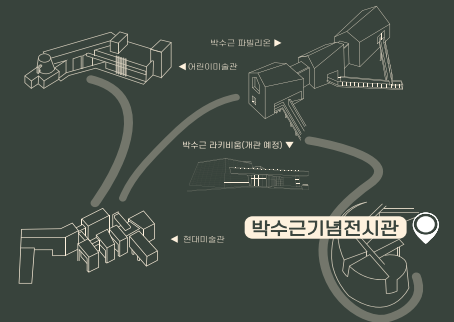 박수근 파빌리온 ▶
◀ 어린이미술관
박수근 라키비움(개관 예정) ▼
박수근기념전시관
◀ 현대미술관